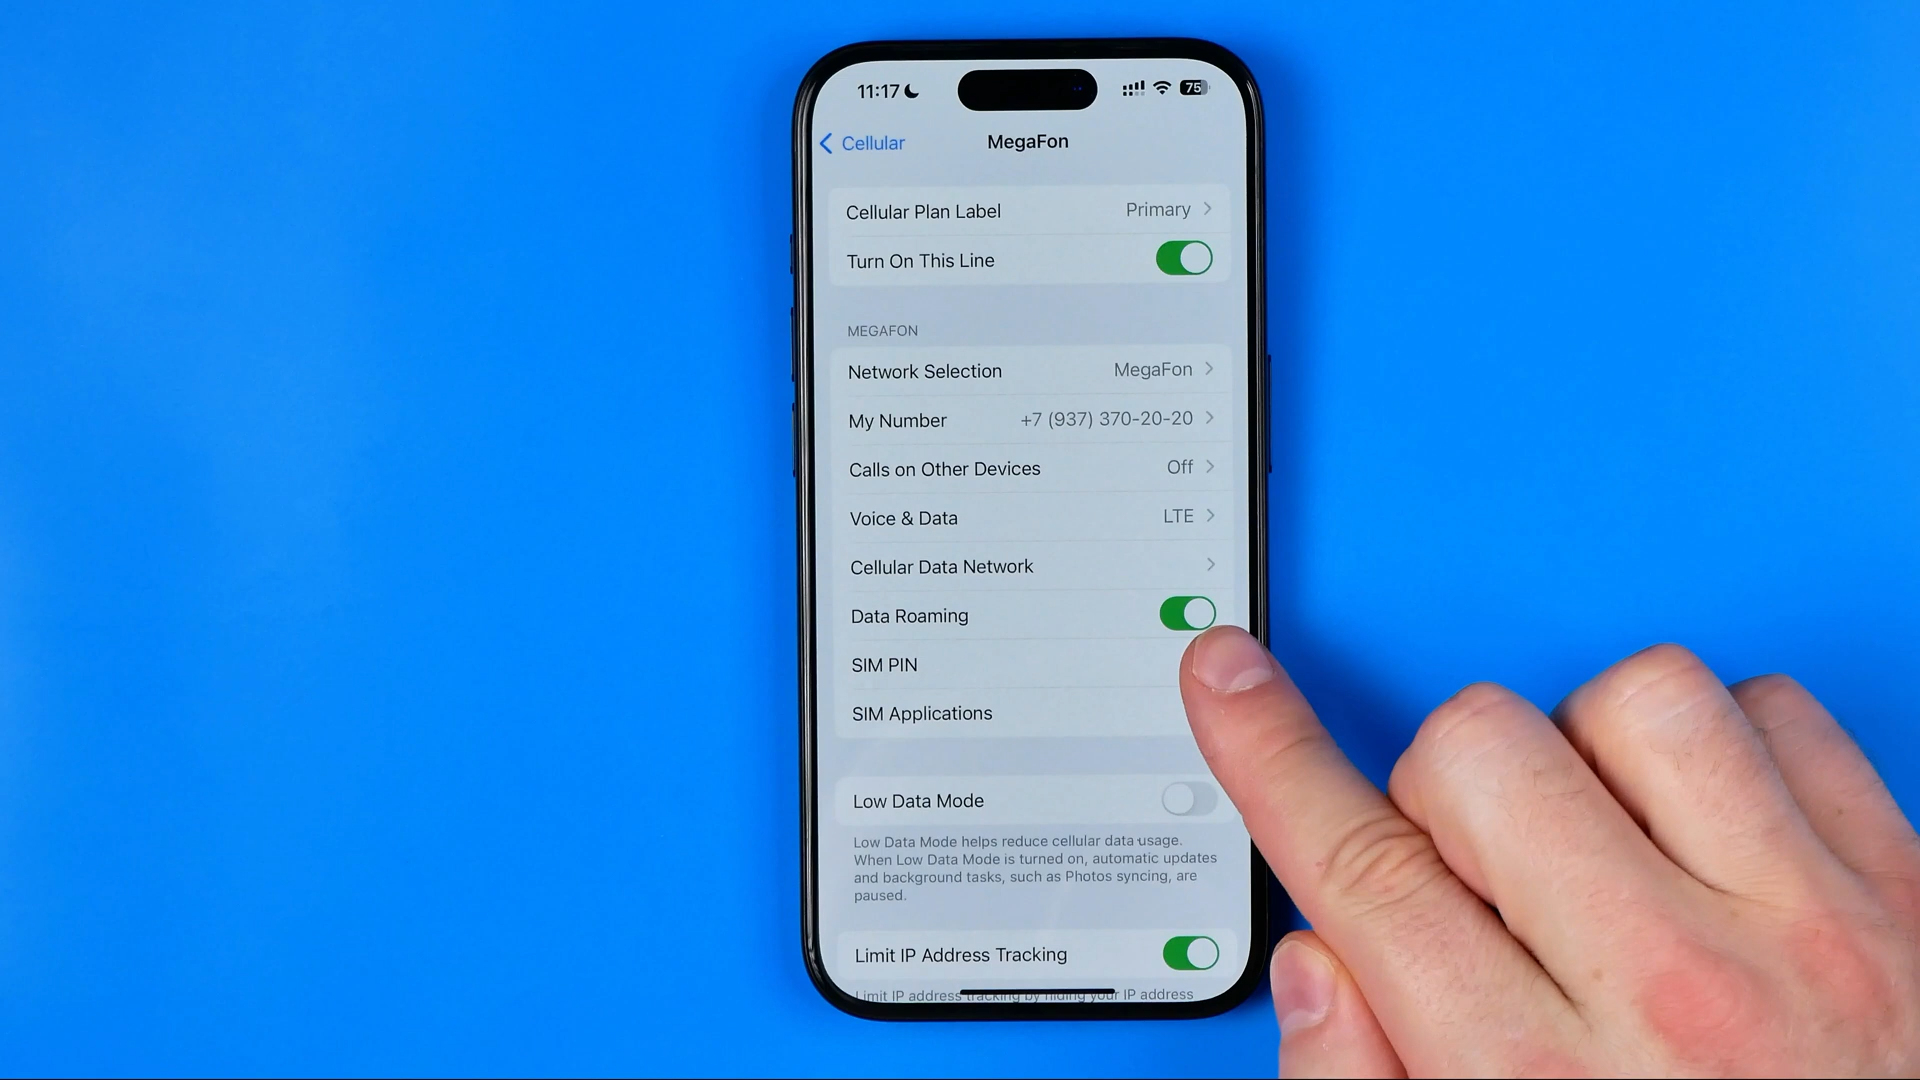 11:17
75
Cellular
MegaFon
Cellular Plan Label Primary
Turn On This Line
MEGAFON
Network Selection MegaFon
My Number +7 (937) 370-20-20
Calls on Other Devices Off
Voice & Data LTE
Cellular Data Network
Data Roaming
SIM PIN
SIM Applications
Low Data Mode
Low Data Mode helps reduce cellular data usage.
When Low Data Mode is turned on, automatic updates
and background tasks, such as Photos syncing, are
paused.
Limit IP Address Tracking
Limit IP address tracking by hiding your IP address